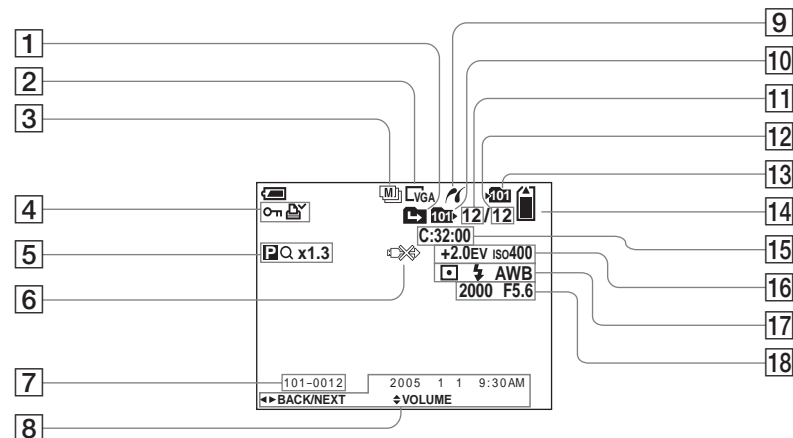 1
2
3
4
5
6
7
8
9
10
11
12
13
14
15
16
17
18
M VGA 101
101 12/12
C:32:00
P x1.3
+2.0EV ISO400
AWB
2000 F5.6
101-0012 2005 1 1 9:30AM
BACK/NEXT VOLUME